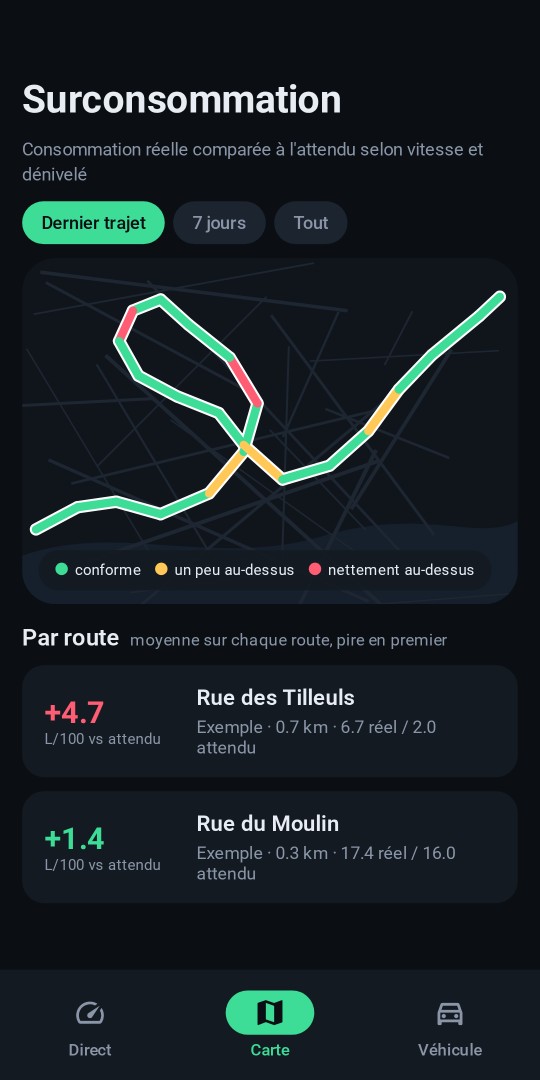 Surconsommation
Consommation réelle comparée à l'attendu selon vitesse et
dénivelé
Dernier trajet
7 jours
Tout
conforme
un peu au-dessus
nettement au-dessus
Par route moyenne sur chaque route, pire en premier
+4.7
L/100 vs attendu
Rue des Tilleuls
Exemple · 0.7 km · 6.7 réel / 2.0
attendu
+1.4
L/100 vs attendu
Rue du Moulin
Exemple · 0.3 km · 17.4 réel / 16.0
attendu
Direct
Carte
Véhicule